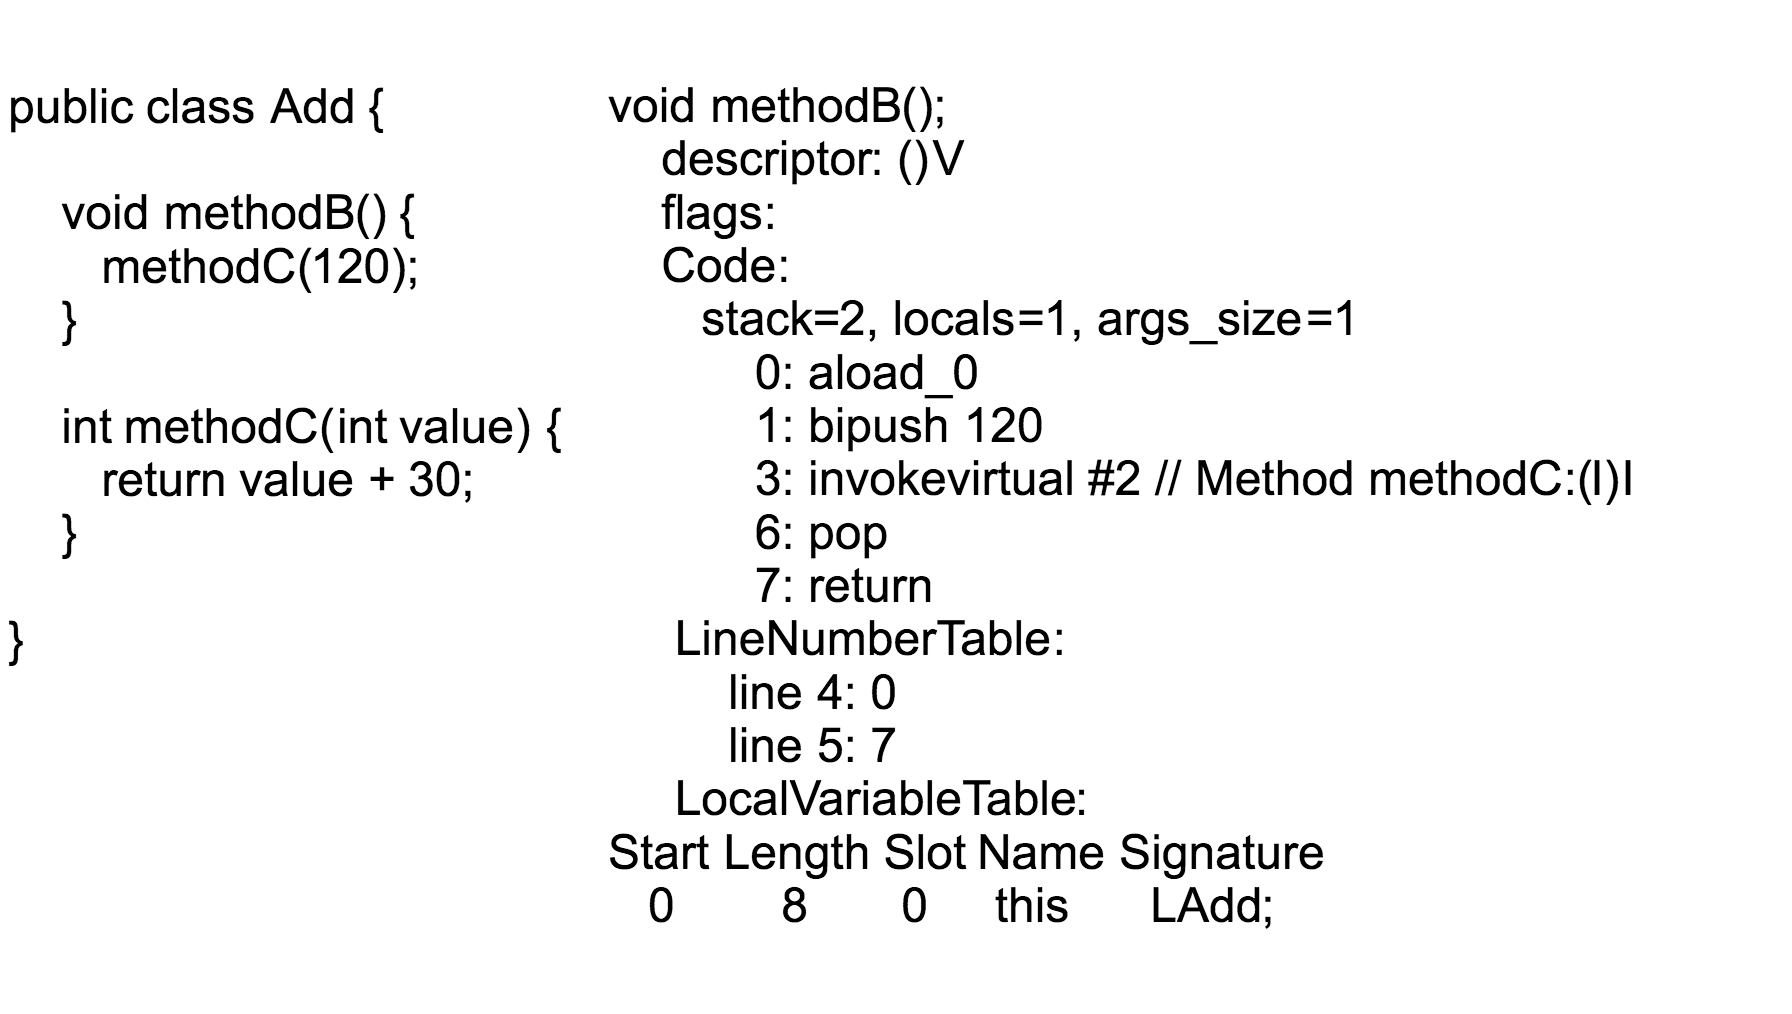 public class Add {
void methodB() {
methodC(120);
}
int methodC(int value) {
return value + 30;
}
}
void methodB();
descriptor: ()V
flags:
Code:
stack=2, locals=1, args_size=1
0: aload_0
1: bipush 120
3: invokevirtual #2 // Method methodC:(I)I
6: pop
7: return
LineNumberTable:
line 4: 0
line 5: 7
LocalVariableTable:
Start Length Slot Name Signature
0 8 0 this LAdd;